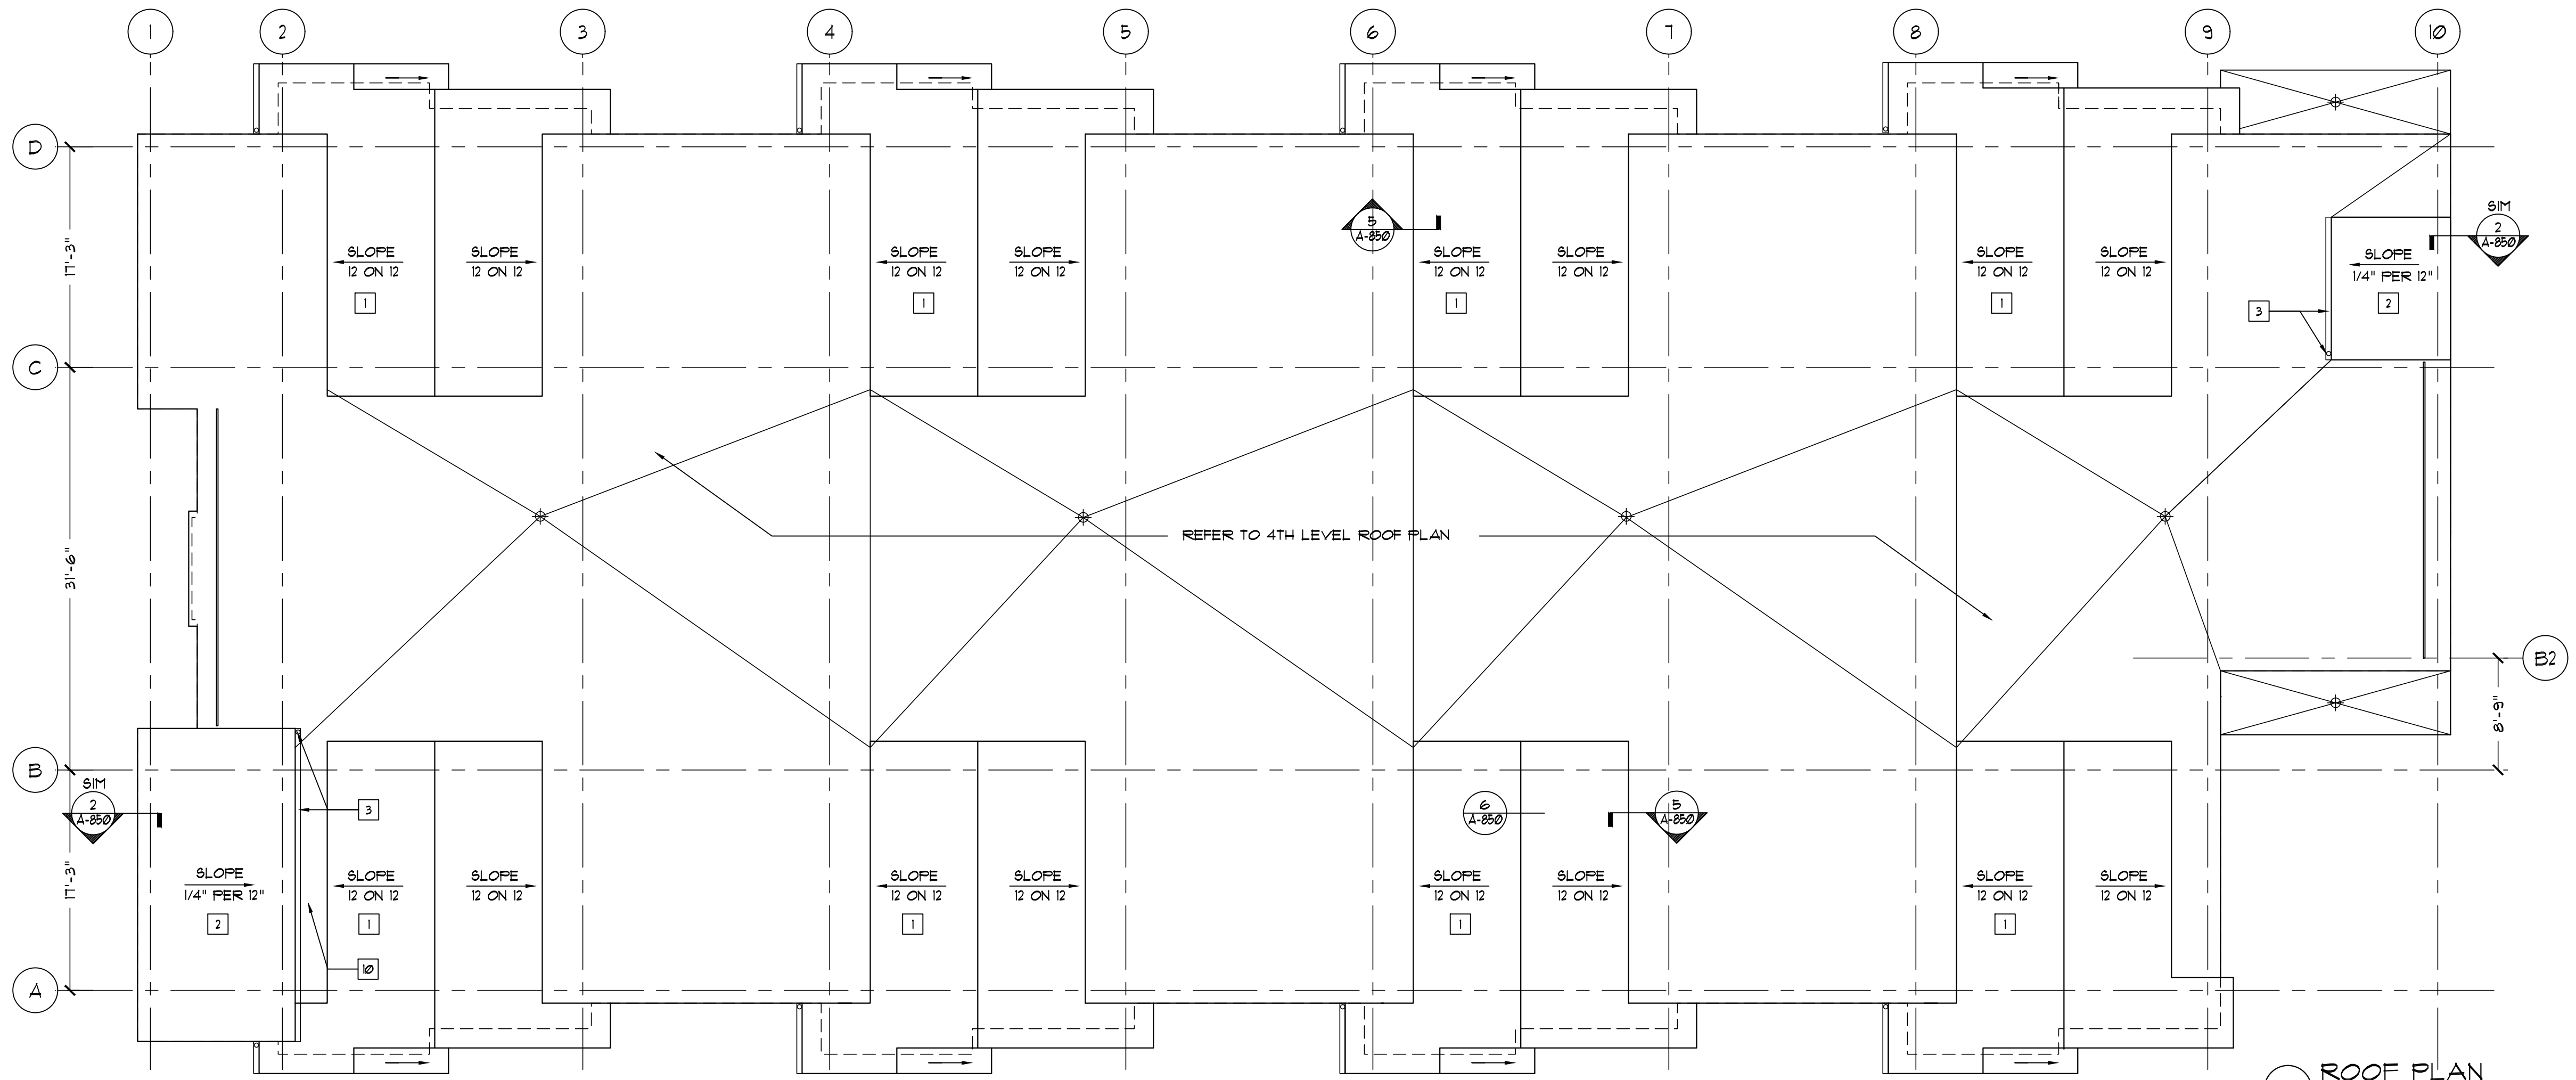 1 2 3 4 5 6 7 8 9 10
D
17'-3"
SLOPE
12 ON 12
1
SLOPE
12 ON 12
SLOPE
12 ON 12
1
SLOPE
12 ON 12
5
A-850
SLOPE
12 ON 12
1
SLOPE
12 ON 12
SLOPE
12 ON 12
1
SLOPE
12 ON 12
3
SLOPE
1/4" PER 12"
2
SIM
2
A-850
C
31'-6"
REFER TO 4TH LEVEL ROOF PLAN
B2
8'-9"
B
SIM
2
A-850
3
6
A-850
5
A-850
17'-3"
SLOPE
1/4" PER 12"
2
SLOPE
12 ON 12
1
SLOPE
12 ON 12
SLOPE
12 ON 12
1
SLOPE
12 ON 12
SLOPE
12 ON 12
1
SLOPE
12 ON 12
SLOPE
12 ON 12
1
SLOPE
12 ON 12
10
A
ROOF PLAN